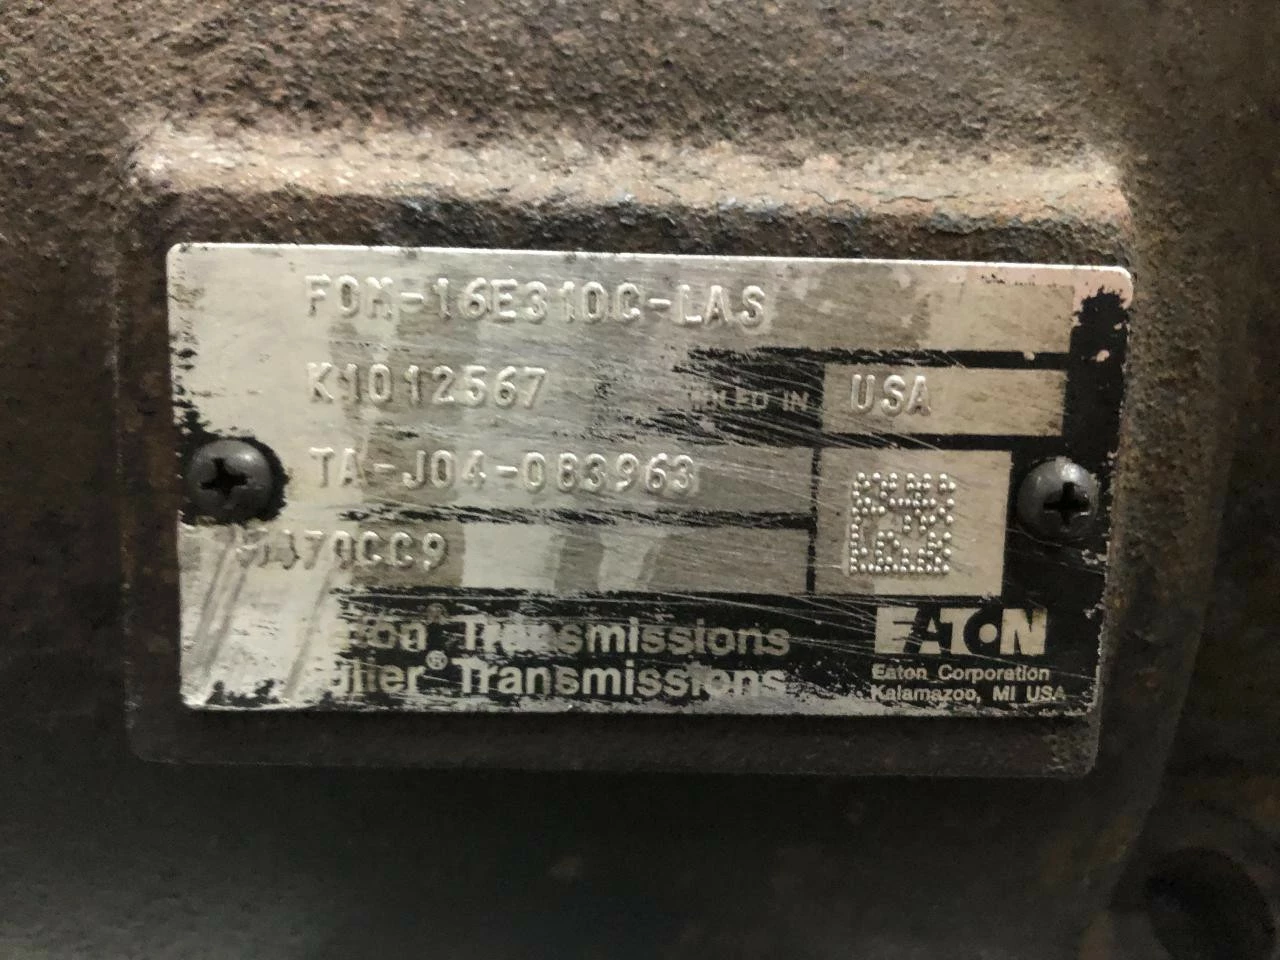 FOM-16E310C-LAS
K1012567
USA
TA-J04-083963
EATON
Transmissions
Transmissions
Eaton Corporation
Kalamazoo, MI USA